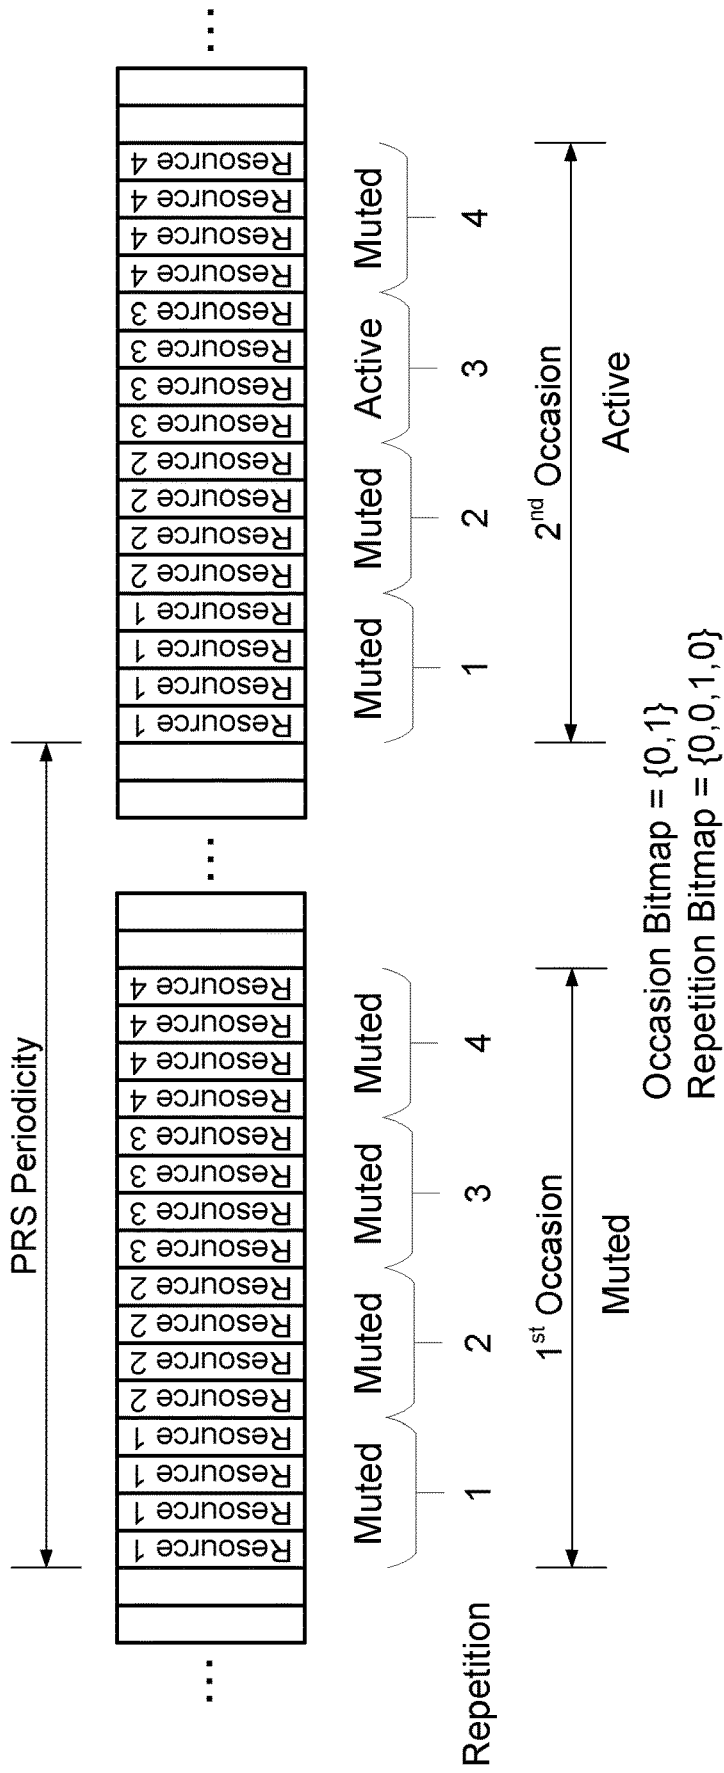 PRS Periodicity
... Resource 1 Resource 1 Resource 1 Resource 1 Resource 2 Resource 2 Resource 2 Resource 2 Resource 3 Resource 3 Resource 3 Resource 3 Resource 4 Resource 4 Resource 4 Resource 4 ... Resource 1 Resource 1 Resource 1 Resource 1 Resource 2 Resource 2 Resource 2 Resource 2 Resource 3 Resource 3 Resource 3 Resource 3 Resource 4 Resource 4 Resource 4 Resource 4 ...
Muted Muted Muted Muted Muted Muted Active Muted
Repetition 1 2 3 4 1 2 3 4
1st Occasion 2nd Occasion
Muted Active
Occasion Bitmap = {0,1}
Repetition Bitmap = {0,0,1,0}